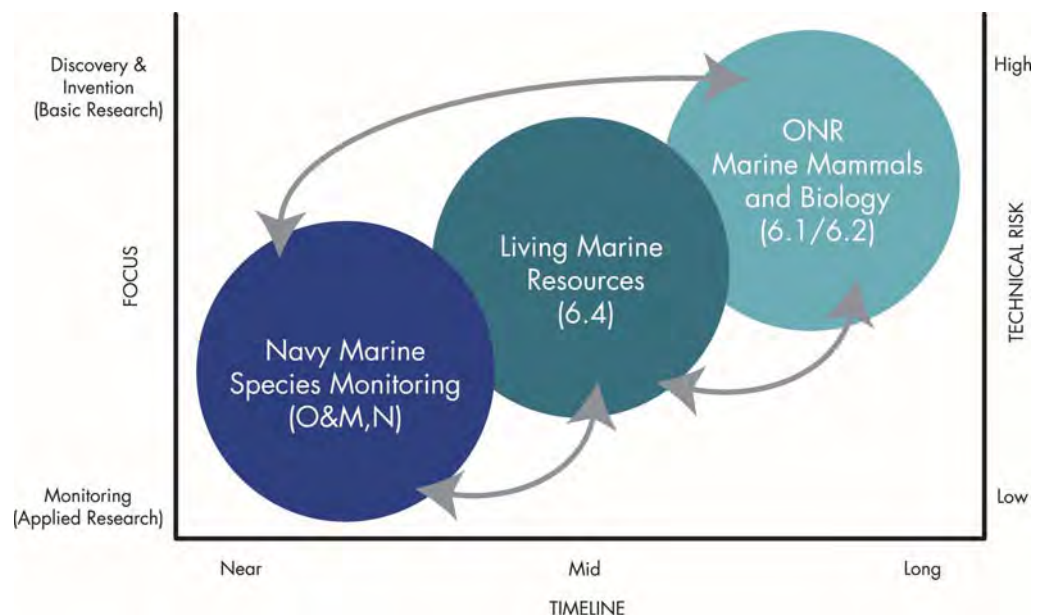 Discovery &
Invention
(Basic Research)
High
ONR
Marine Mammals
and Biology
(6.1/6.2)
Living Marine
Resources
(6.4)
FOCUS
TECHNICAL RISK
Navy Marine
Species Monitoring
(O&M,N)
Monitoring
(Applied Research)
Low
Near
Mid
Long
TIMELINE